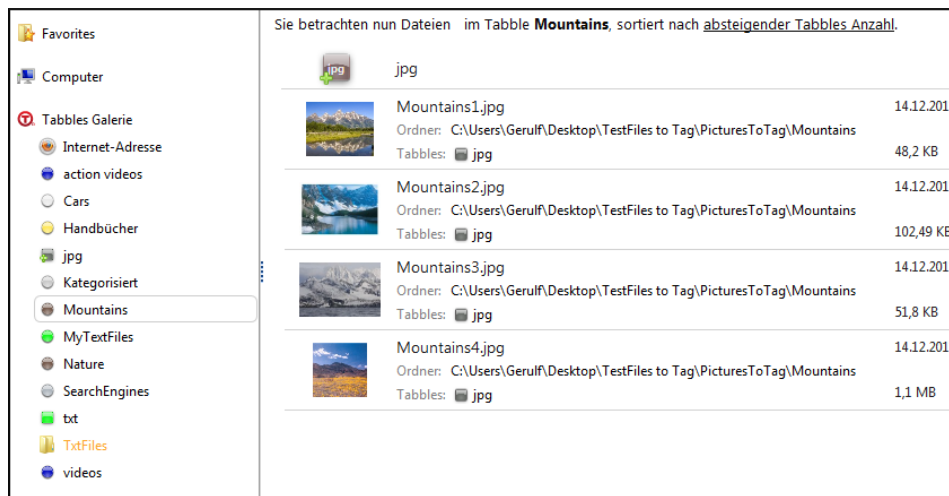 Favorites
Computer
Tabbles Galerie
Internet-Adresse
action videos
Cars
Handbücher
jpg
Kategorisiert
Mountains
MyTextFiles
Nature
SearchEngines
txt
TxtFiles
videos
Sie betrachten nun Dateien im Tabble Mountains, sortiert nach absteigender Tabbles Anzahl.
jpg jpg
Mountains1.jpg 14.12.201
Ordner: C:\Users\Gerulf\Desktop\TestFiles to Tag\PicturesToTag\Mountains
Tabbles: jpg 48,2 KB
Mountains2.jpg 14.12.201
Ordner: C:\Users\Gerulf\Desktop\TestFiles to Tag\PicturesToTag\Mountains
Tabbles: jpg 102,49 KB
Mountains3.jpg 14.12.201
Ordner: C:\Users\Gerulf\Desktop\TestFiles to Tag\PicturesToTag\Mountains
Tabbles: jpg 51,8 KB
Mountains4.jpg 14.12.201
Ordner: C:\Users\Gerulf\Desktop\TestFiles to Tag\PicturesToTag\Mountains
Tabbles: jpg 1,1 MB